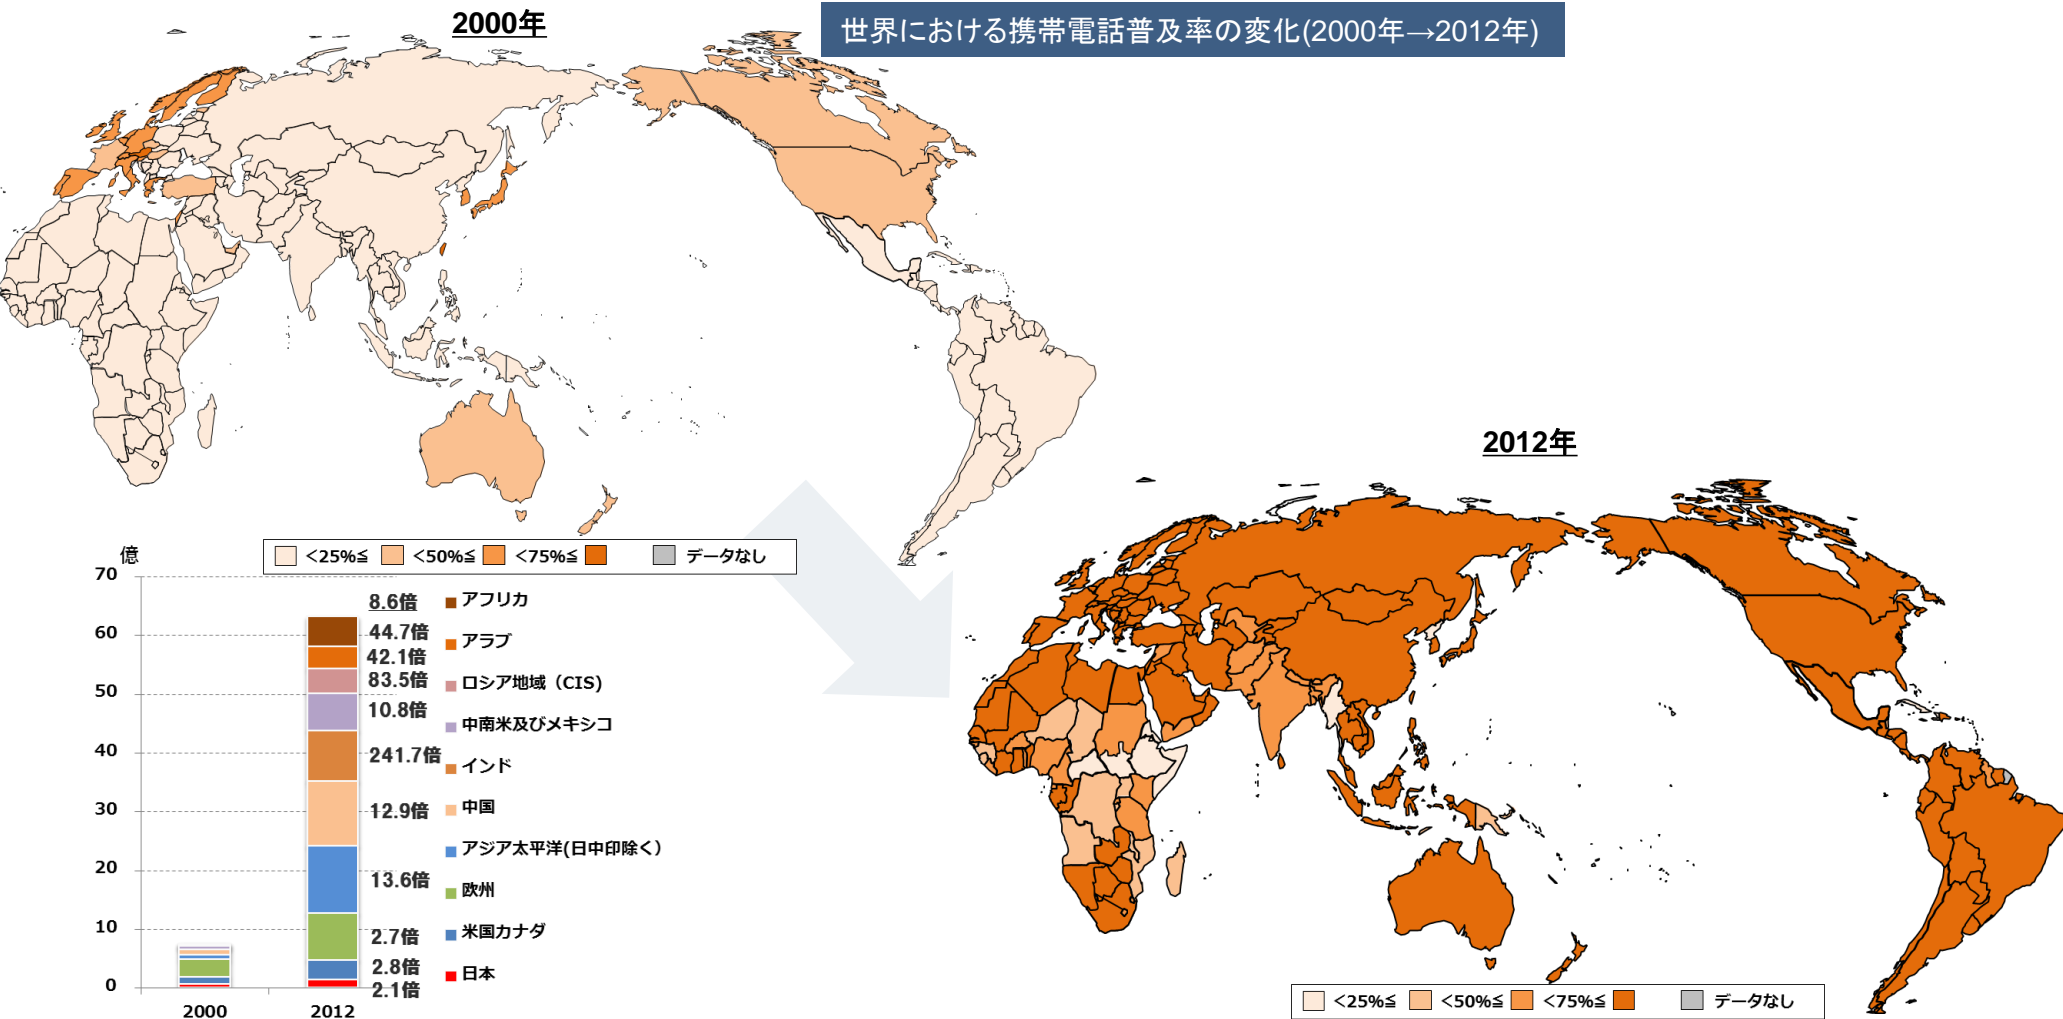 2000年
世界における携帯電話普及率の変化(2000年→2012年)
2012年
<25%≦ <50%≦ <75%≦ データなし
億
70
60
50
40
30
20
10
0
2000 2012
8.6倍
44.7倍
42.1倍
83.5倍
10.8倍
241.7倍
12.9倍
13.6倍
2.7倍
2.8倍
2.1倍
アフリカ
アラブ
ロシア地域（CIS)
中南米及びメキシコ
インド
中国
アジア太平洋(日中印除く）
欧州
米国カナダ
日本
<25%≦ <50%≦ <75%≦ データなし